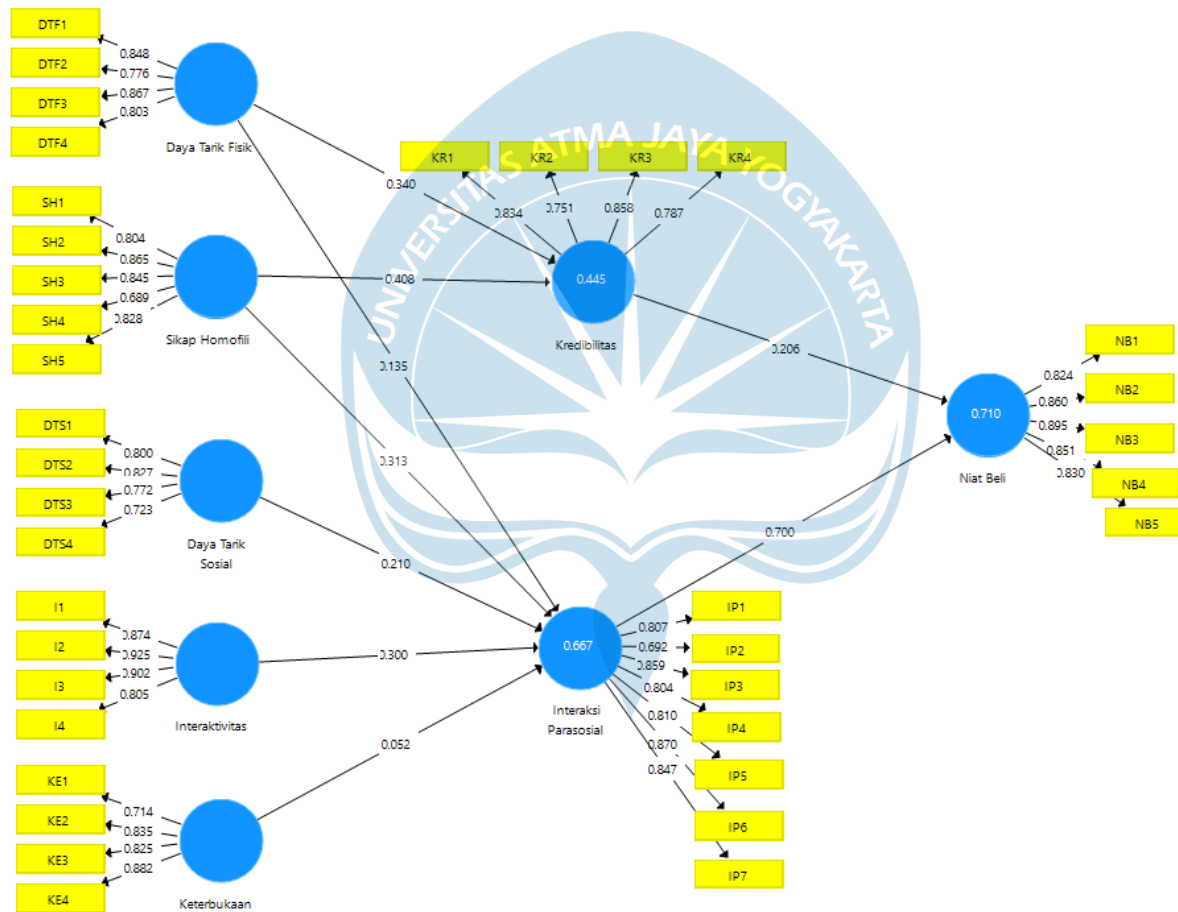 DTF1
DTF2
DTF3
DTF4
0.848
0.776
0.867
0.803
Daya Tarik Fisik
SH1
SH2
SH3
SH4
SH5
0.804
0.865
0.845
0.689
0.828
Sikap Homofili
DTS1
DTS2
DTS3
DTS4
0.800
0.827
0.772
0.723
Daya Tarik
Sosial
I1
I2
I3
I4
0.874
0.925
0.902
0.805
Interaktivitas
KE1
KE2
KE3
KE4
0.714
0.835
0.825
0.882
Keterbukaan
0.340
0.408
0.135
0.313
0.210
0.300
0.052
UNIVERSITAS ATMA JAYA YOGYAKARTA
KR1
KR2
KR3
KR4
0.834
0.751
0.858
0.787
0.445
Kredibilitas
0.206
0.700
0.667
Interaksi
Parasosial
0.807
0.692
0.859
0.804
0.810
0.870
0.847
IP1
IP2
IP3
IP4
IP5
IP6
IP7
0.710
Niat Beli
0.824
0.860
0.895
0.851
0.830
NB1
NB2
NB3
NB4
NB5